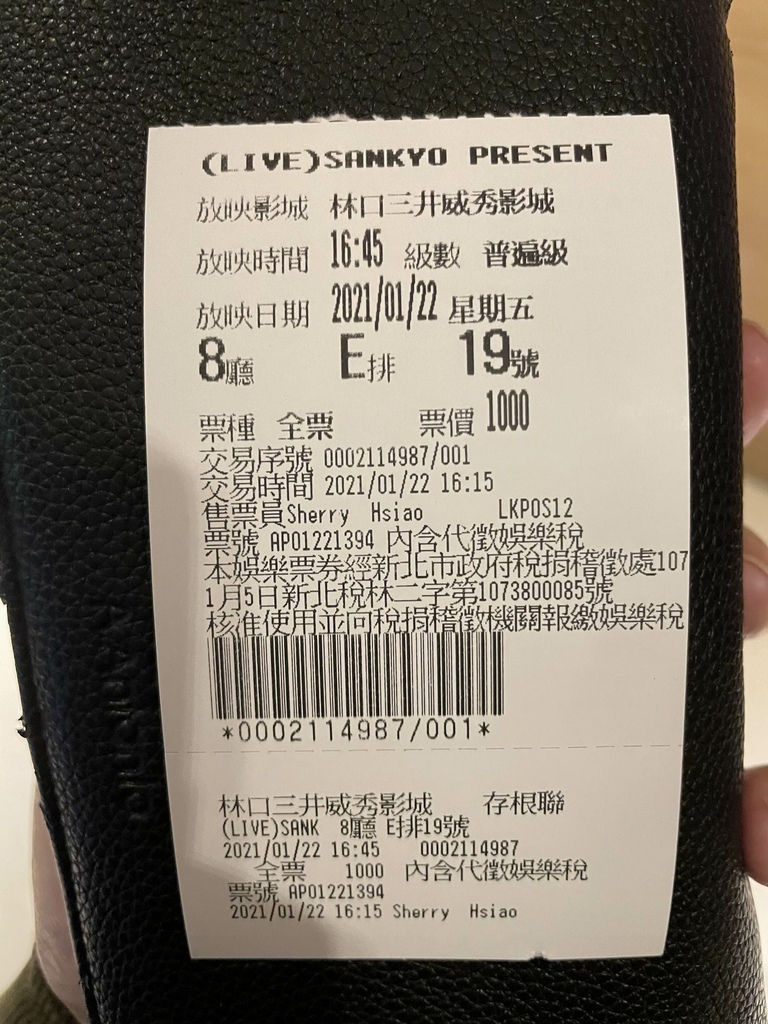 (LIVE)SANKYO PRESENT
放映影城 林口三井威秀影城
放映時間 16:45 級數 普遍級
放映日期 2021/01/22 星期五
8廳 E排 19號
票種 全票 票價 1000
交易序號 0002114987/001
交易時間 2021/01/22 16:15
售票員Sherry Hsiao LKPOS12
票號 AP01221394 內含代徵娛樂稅
本娛樂票券經新北市政府稅捐稽徵處107
1月5日新北稅林二字第1073800085號
核准使用並向稅捐稽徵機關報繳娛樂稅
*0002114987/001*
林口三井威秀影城 存根聯
(LIVE)SANK 8廳 E排19號
2021/01/22 16:45 0002114987
全票 1000 內含代徵娛樂稅
票號 AP01221394
2021/01/22 16:15 Sherry Hsiao